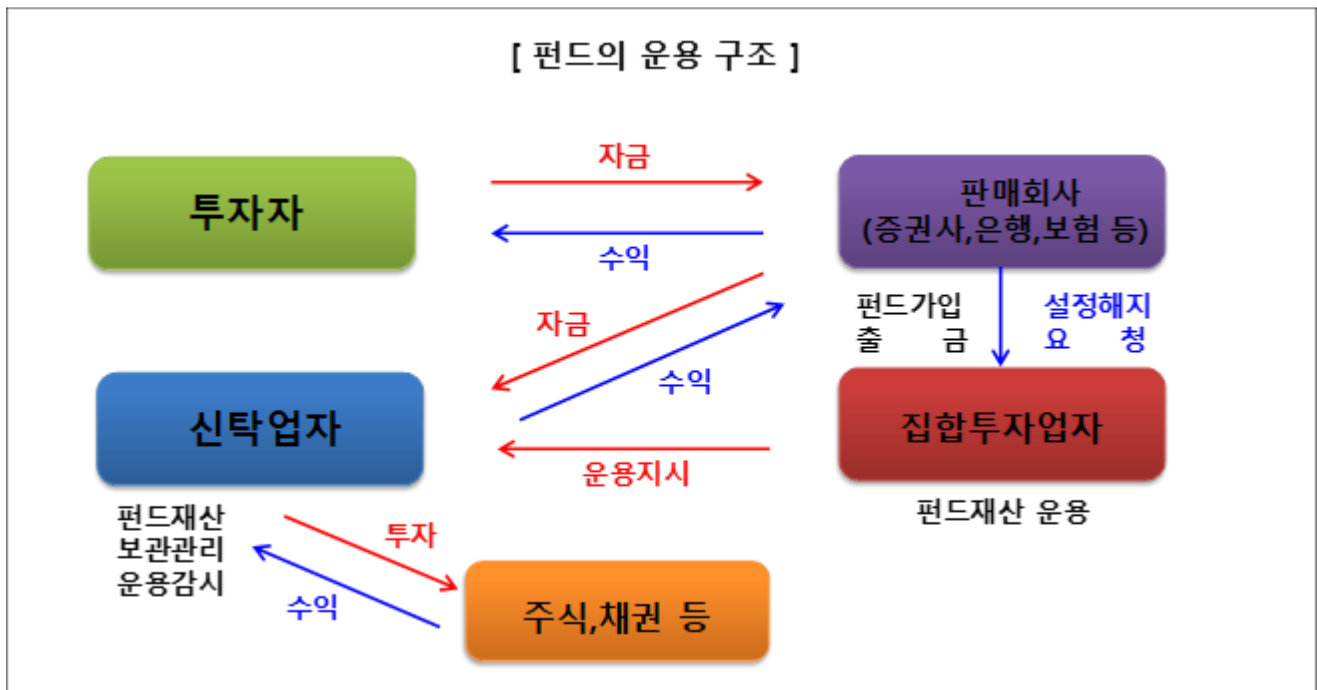 [ 펀드의 운용 구조 ]
투자자
자금
수익
판매회사
(증권사,은행,보험 등)
자금
수익
펀드가입
출 금
설정해지
요 청
신탁업자
운용지시
집합투자업자
펀드재산
보관관리
운용감시
펀드재산 운용
투자
수익
주식,채권 등